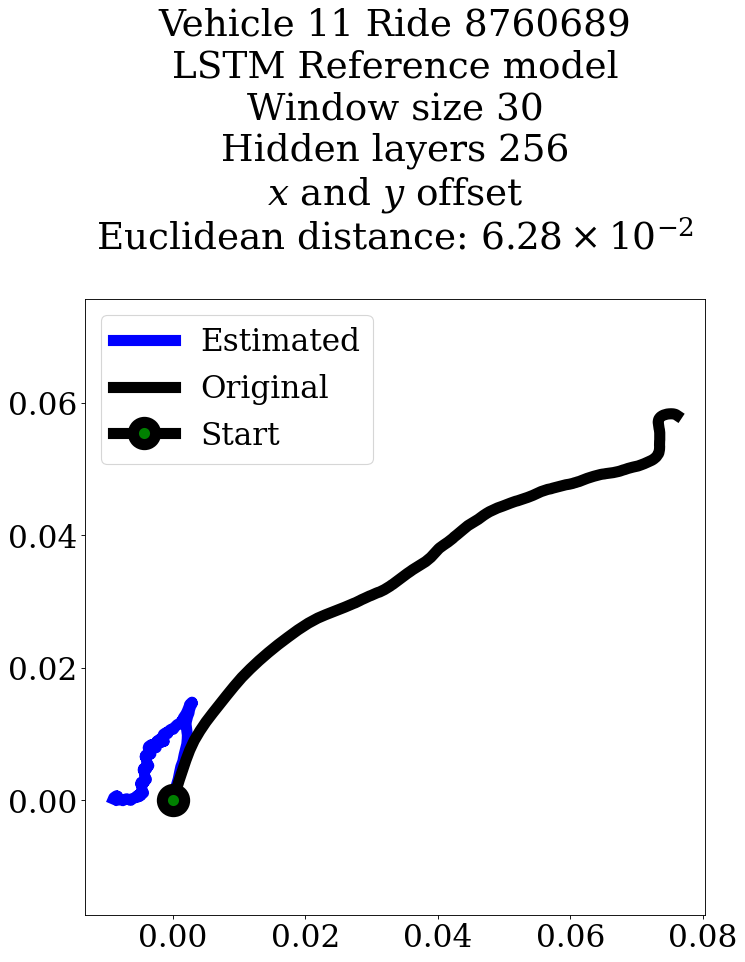 Vehicle 11 Ride 8760689
LSTM Reference model
Window size 30
Hidden layers 256
x and y offset
Euclidean distance: 6.28 × 10⁻²
Estimated
Original
Start
0.06
0.04
0.02
0.00
0.00 0.02 0.04 0.06 0.08